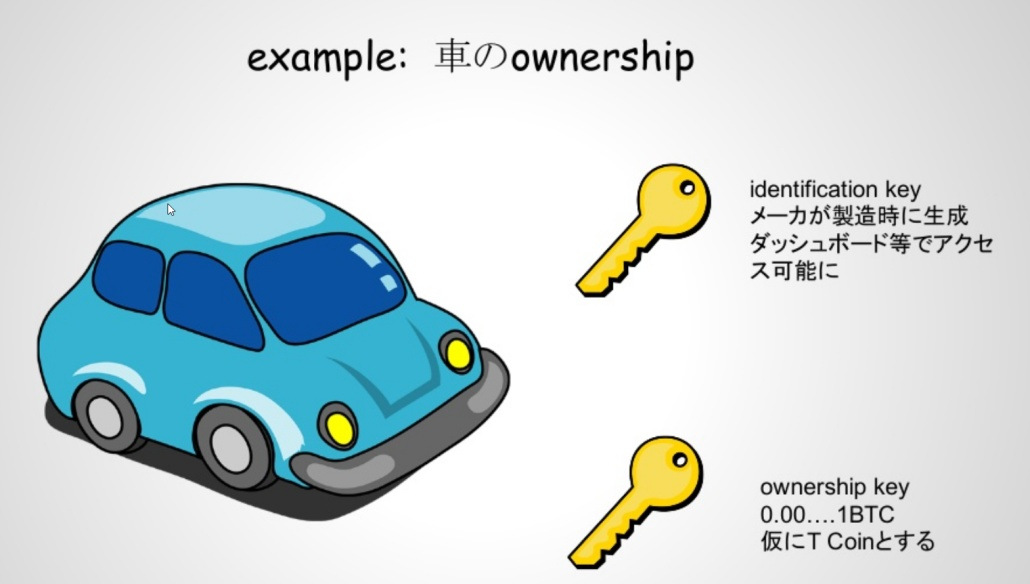 example: 車のownership
identification key
メーカが製造時に生成
ダッシュボード等でアクセ
ス可能に
ownership key
0.00....1BTC
仮にT Coinとする